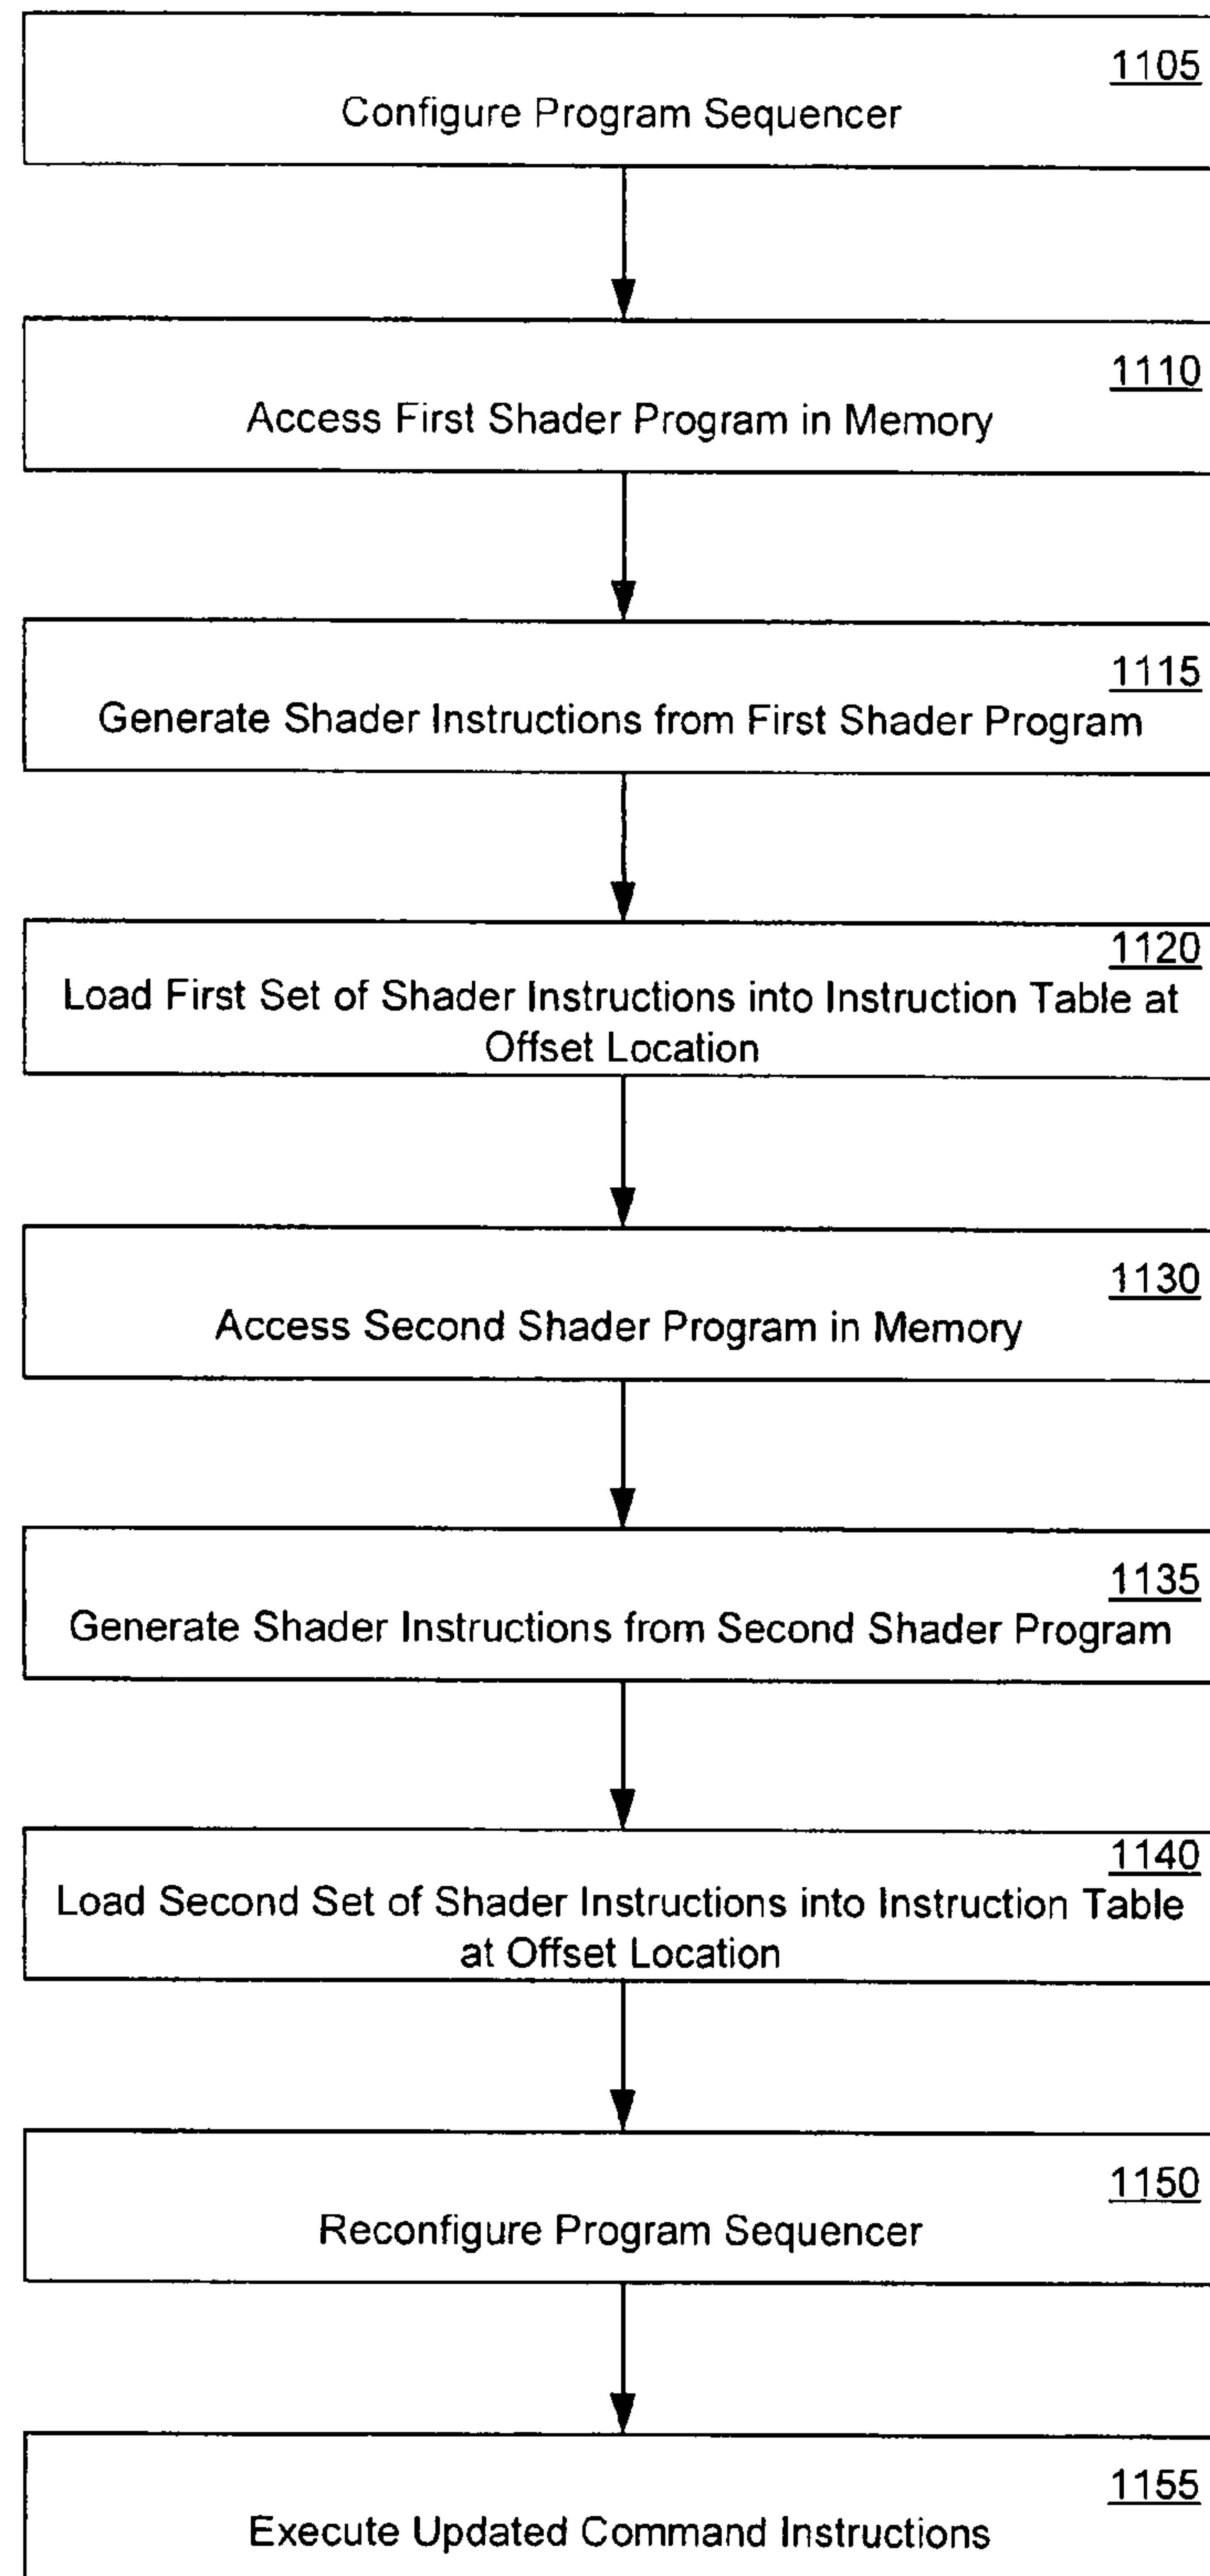 1105
Configure Program Sequencer
1110
Access First Shader Program in Memory
1115
Generate Shader Instructions from First Shader Program
1120
Load First Set of Shader Instructions into Instruction Table at
Offset Location
1130
Access Second Shader Program in Memory
1135
Generate Shader Instructions from Second Shader Program
1140
Load Second Set of Shader Instructions into Instruction Table
at Offset Location
1150
Reconfigure Program Sequencer
1155
Execute Updated Command Instructions